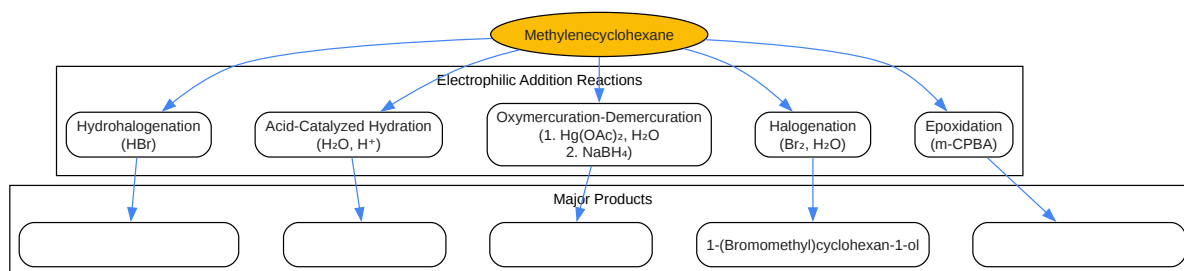 Methylenecyclohexane
Electrophilic Addition Reactions
Hydrohalogenation
(HBr)
Acid-Catalyzed Hydration
(H₂O, H⁺)
Oxymercuration-Demercuration
(1. Hg(OAc)₂, H₂O
2. NaBH₄)
Halogenation
(Br₂, H₂O)
Epoxidation
(m-CPBA)
Major Products
1-(Bromomethyl)cyclohexan-1-ol